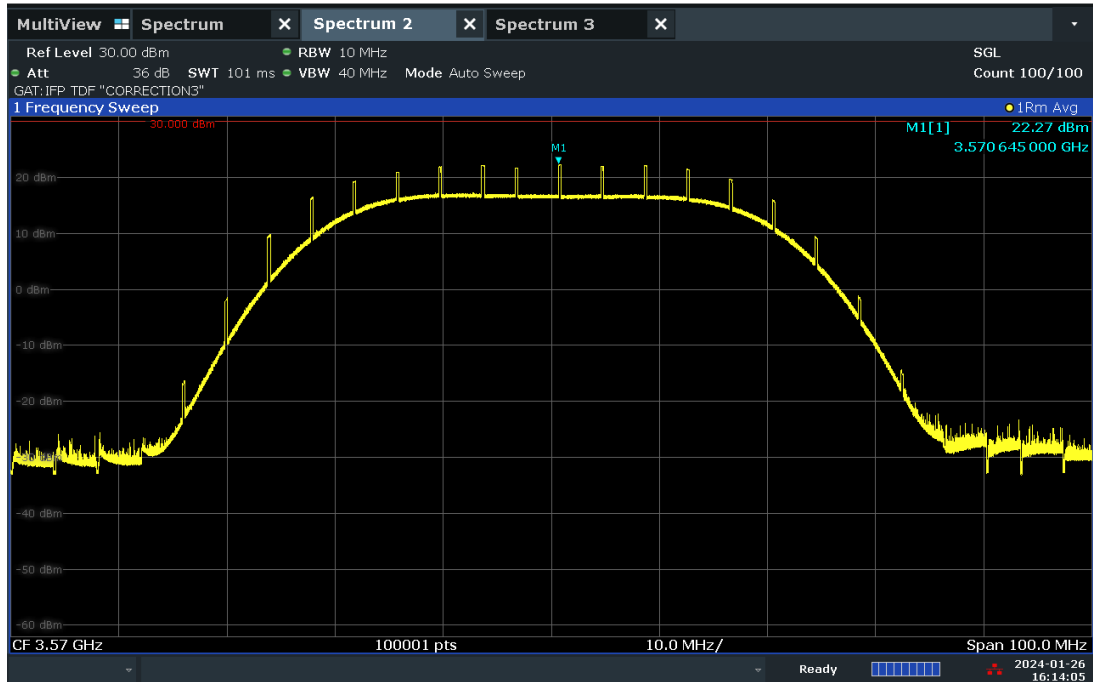 MultiView Spectrum X Spectrum 2 X Spectrum 3 X
Ref Level 30.00 dBm RBW 10 MHz SGL
Att 36 dB SWT 101 ms VBW 40 MHz Mode Auto Sweep Count 100/100
GAT:IFP TDF "CORRECTION3"
1 Frequency Sweep 1Rm Avg
30.000 dBm M1[1] 22.27 dBm
3.570 645 000 GHz
M1
20 dBm
10 dBm
0 dBm
-10 dBm
-20 dBm
-40 dBm
-50 dBm
-60 dBm
CF 3.57 GHz 100001 pts 10.0 MHz/ Span 100.0 MHz
Ready 2024-01-26
16:14:05